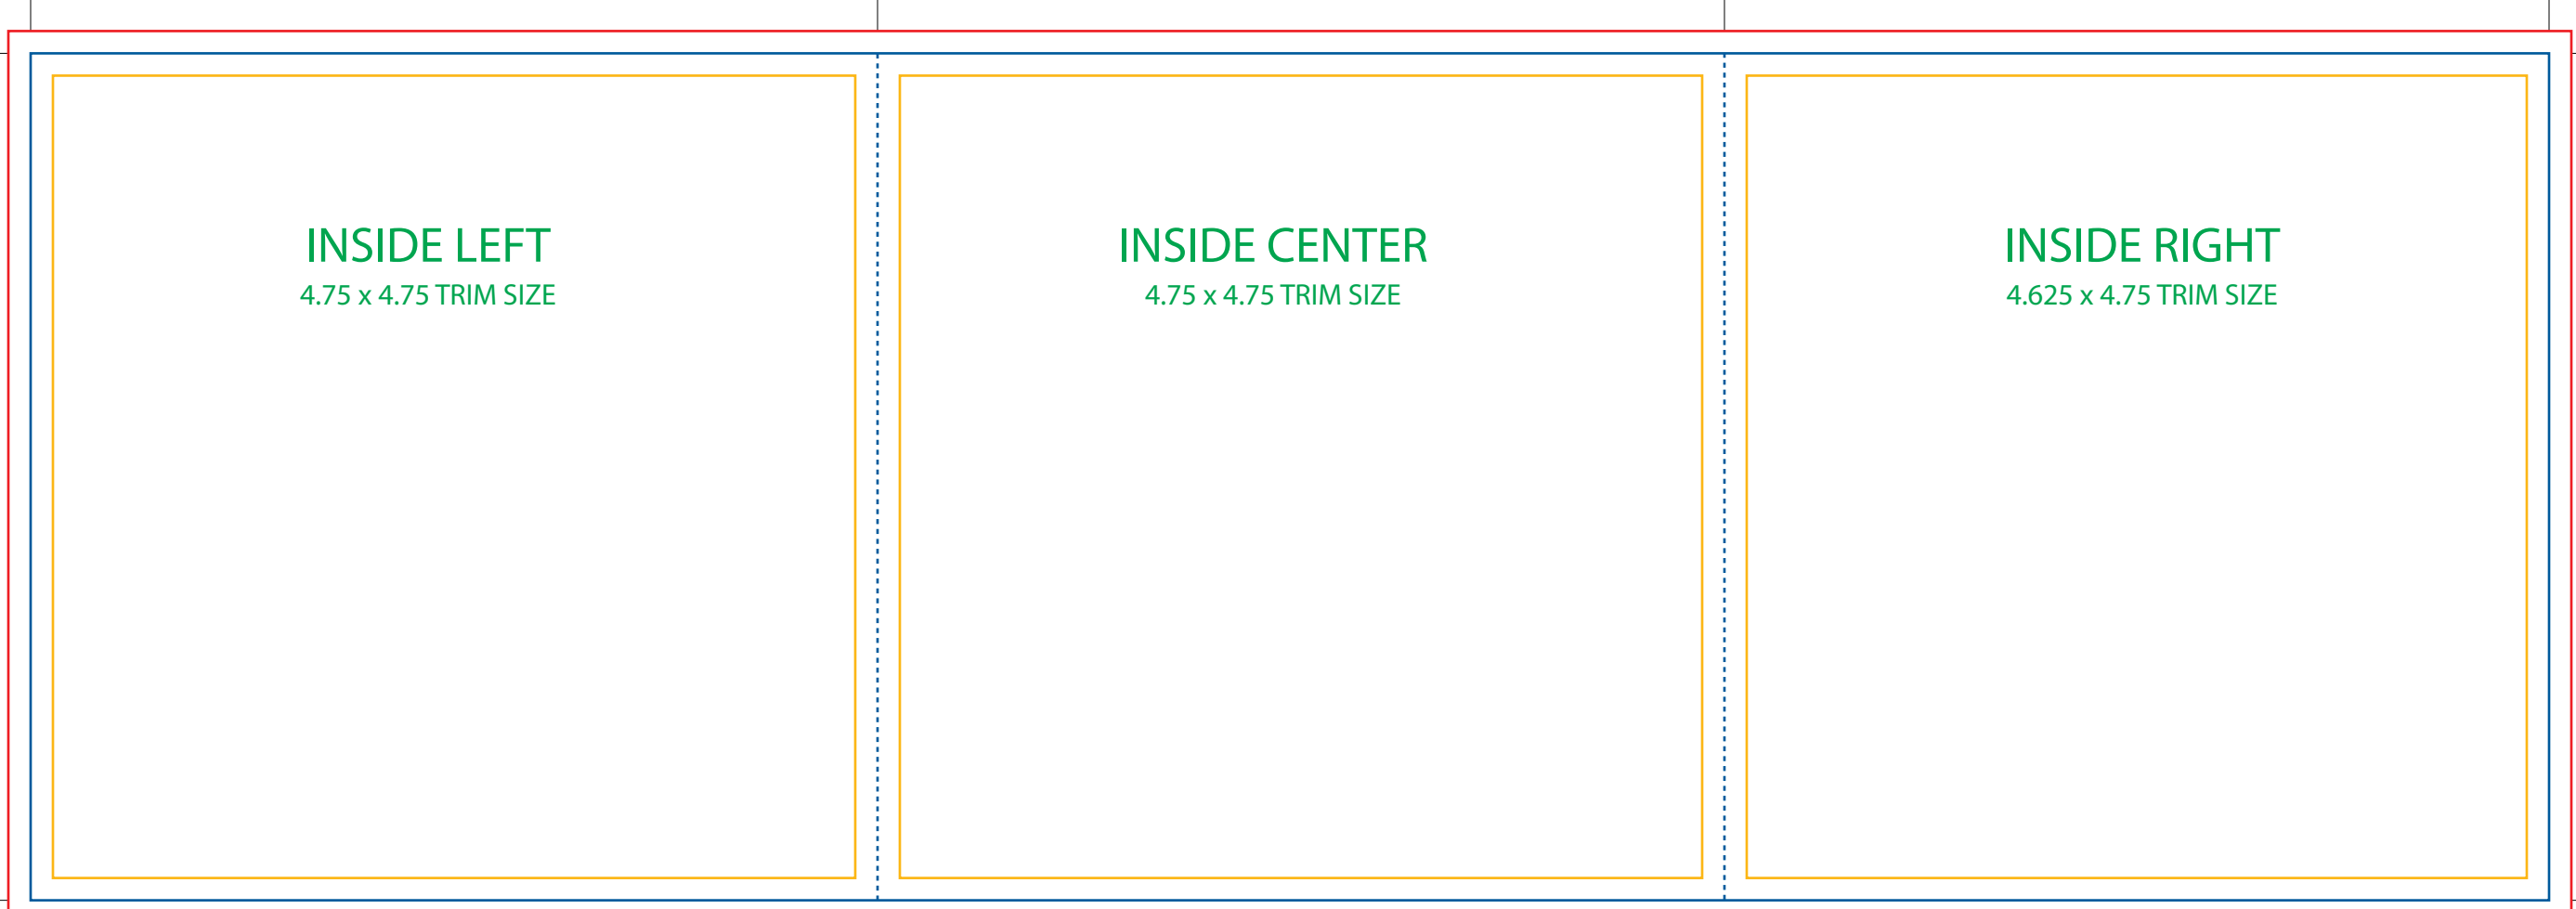 INSIDE LEFT
4.75 x 4.75 TRIM SIZE
INSIDE CENTER
4.75 x 4.75 TRIM SIZE
INSIDE RIGHT
4.625 x 4.75 TRIM SIZE